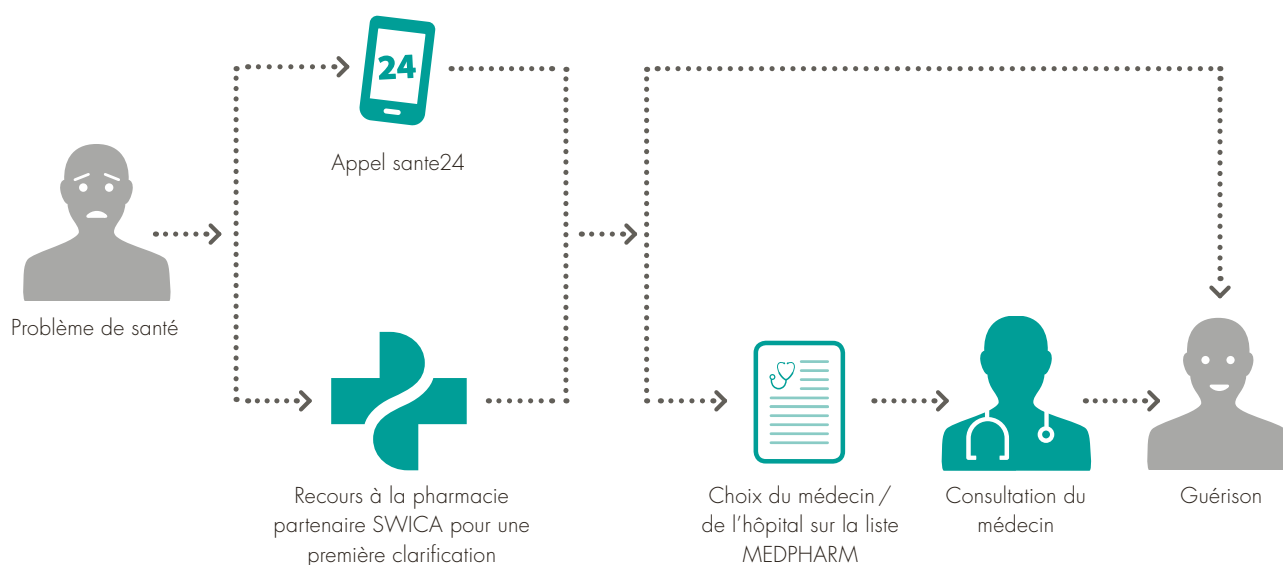 24
Appel sante24
Problème de santé
Recours à la pharmacie
partenaire SWICA pour une
première clarification
Choix du médecin /
de l'hôpital sur la liste
MEDPHARM
Consultation du
médecin
Guérison